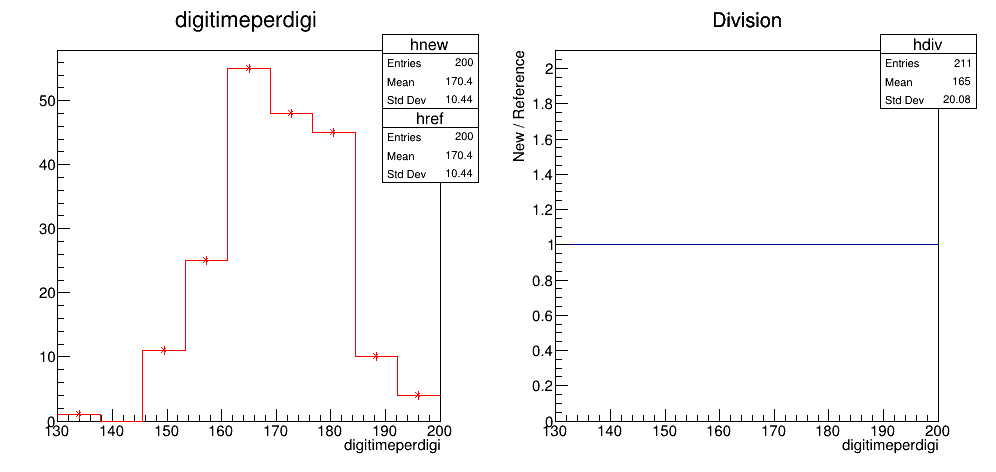 digitimeperdigi
hnew
Entries 200
Mean 170.4
Std Dev 10.44
href
Entries 200
Mean 170.4
Std Dev 10.44
50
40
30
20
10
0
130 140 150 160 170 180 190 200
digitimeperdigi
Division
hdiv
Entries 211
Mean 165
Std Dev 20.08
New / Reference
2
1.8
1.6
1.4
1.2
1
0.8
0.6
0.4
0.2
0
130 140 150 160 170 180 190 200
digitimeperdigi